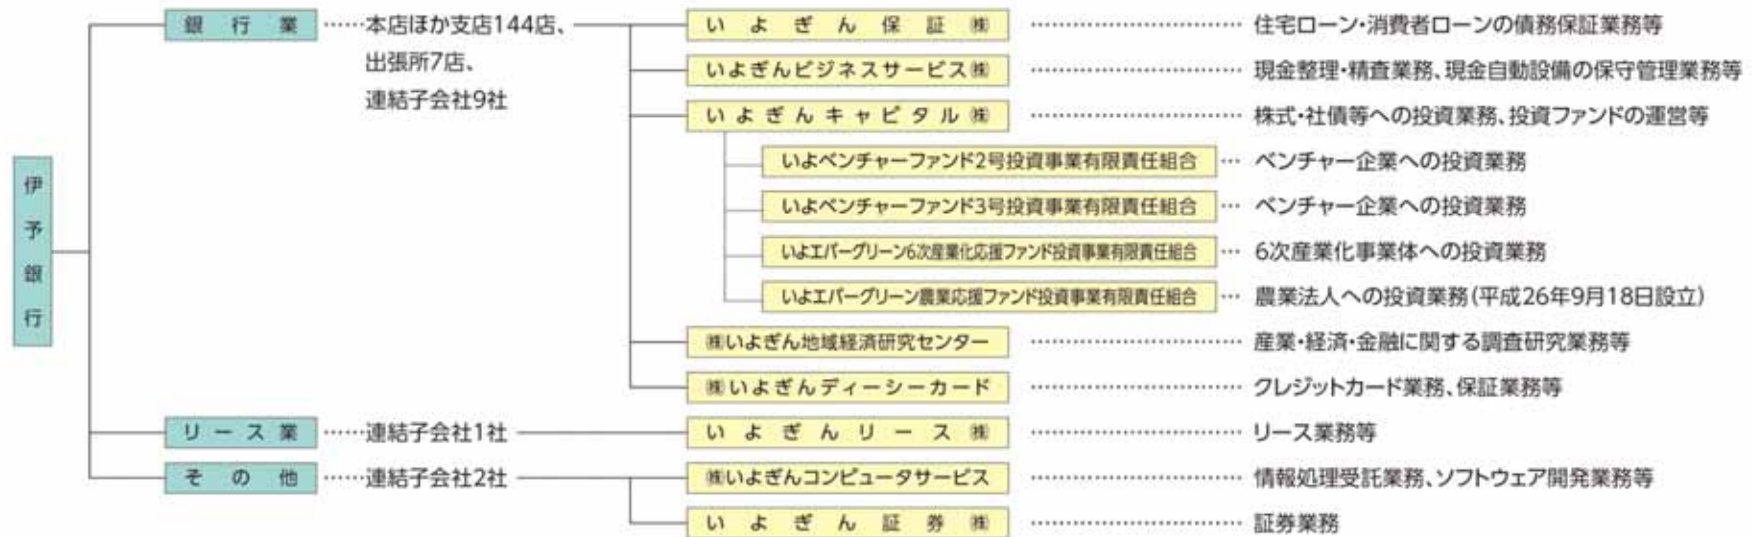 銀行業……本店ほか支店144店、
出張所7店、
連結子会社9社
いよぎん保証㈱ …………………… 住宅ローン・消費者ローンの債務保証業務等
いよぎんビジネスサービス㈱ …………………… 現金整理・精査業務、現金自動設備の保守管理業務等
いよぎんキャピタル㈱ …………………… 株式・社債等への投資業務、投資ファンドの運営等
いよベンチャーファンド2号投資事業有限責任組合 … ベンチャー企業への投資業務
いよベンチャーファンド3号投資事業有限責任組合 … ベンチャー企業への投資業務
いよエバーグリーン6次産業化応援ファンド投資事業有限責任組合 … 6次産業化事業体への投資業務
いよエバーグリーン農業応援ファンド投資事業有限責任組合 … 農業法人への投資業務(平成26年9月18日設立)
㈱いよぎん地域経済研究センター …………………… 産業・経済・金融に関する調査研究業務等
㈱いよぎんディーシーカード …………………… クレジットカード業務、保証業務等
伊予銀行
リース業……連結子会社1社
いよぎんリース㈱ …………………… リース業務等
その他……連結子会社2社
㈱いよぎんコンピュータサービス …………………… 情報処理受託業務、ソフトウェア開発業務等
いよぎん証券㈱ …………………… 証券業務